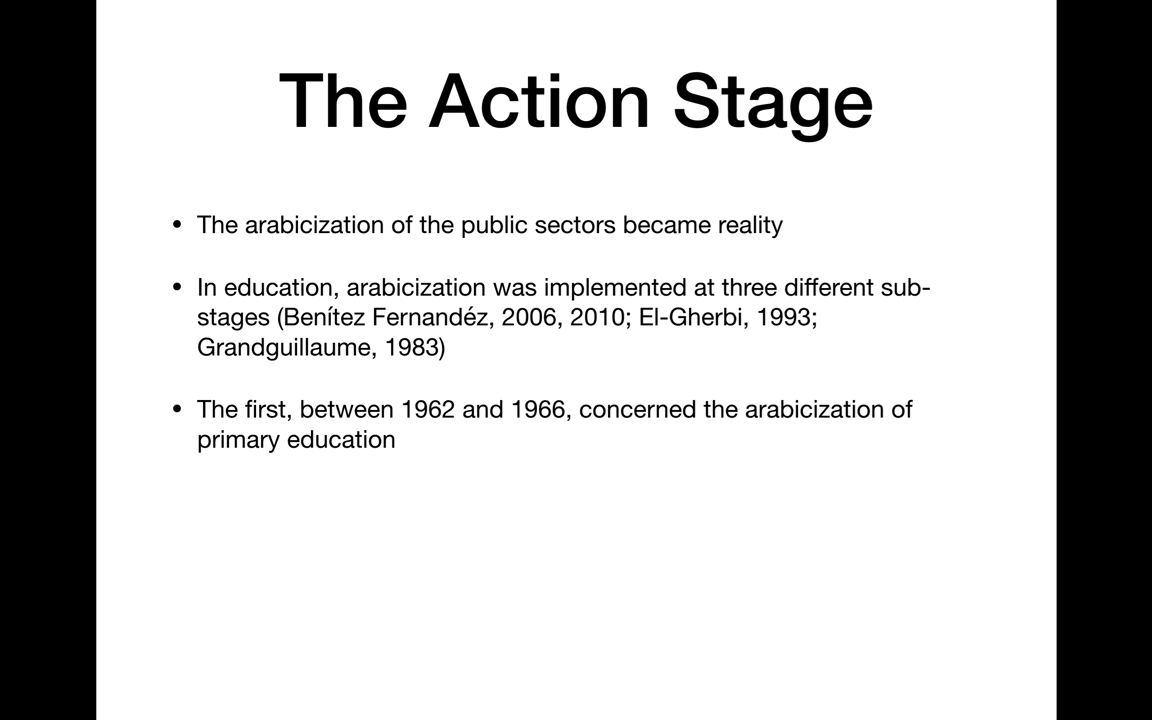 The Action Stage
• The arabicization of the public sectors became reality
• In education, arabicization was implemented at three different sub-
stages (Benítez Fernandéz, 2006, 2010; El-Gherbi, 1993;
Grandguillaume, 1983)
• The first, between 1962 and 1966, concerned the arabicization of
primary education